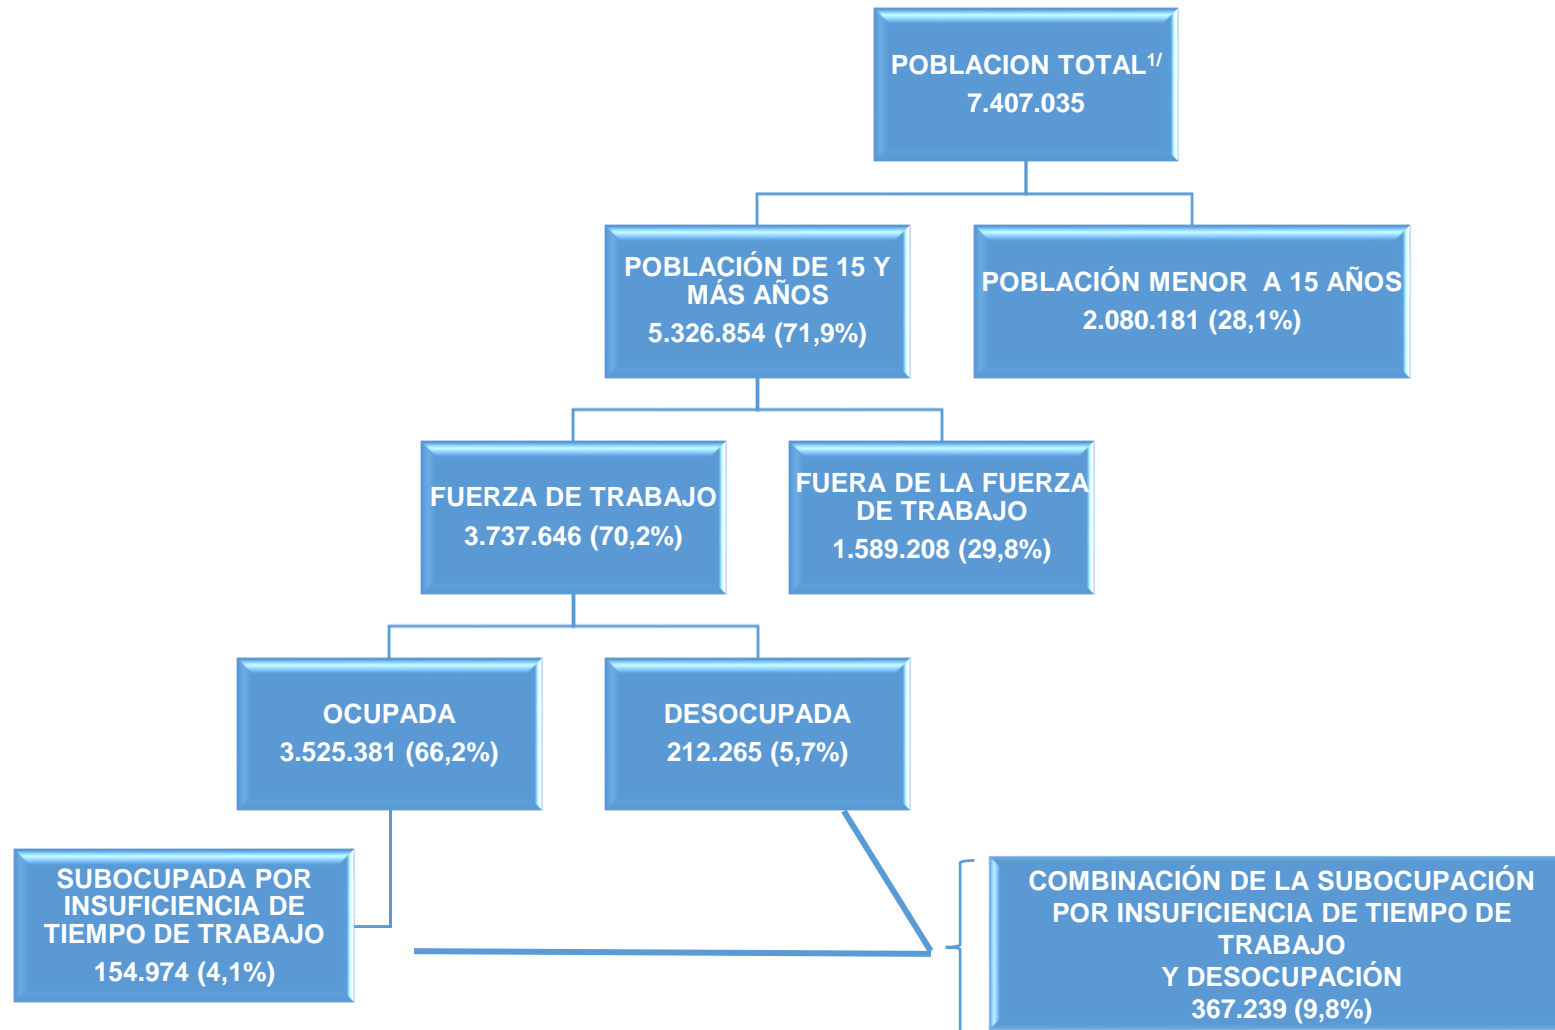 POBLACION TOTAL1/
7.407.035
POBLACIÓN DE 15 Y
MÁS AÑOS
5.326.854 (71,9%)
POBLACIÓN MENOR  A 15 AÑOS
2.080.181 (28,1%)
FUERZA DE TRABAJO
3.737.646 (70,2%)
FUERA DE LA FUERZA
DE TRABAJO
1.589.208 (29,8%)
OCUPADA
3.525.381 (66,2%)
DESOCUPADA
212.265 (5,7%)
SUBOCUPADA POR
INSUFICIENCIA DE
TIEMPO DE TRABAJO
154.974 (4,1%)
COMBINACIÓN DE LA SUBOCUPACIÓN
POR INSUFICIENCIA DE TIEMPO DE
TRABAJO
Y DESOCUPACIÓN
367.239 (9,8%)